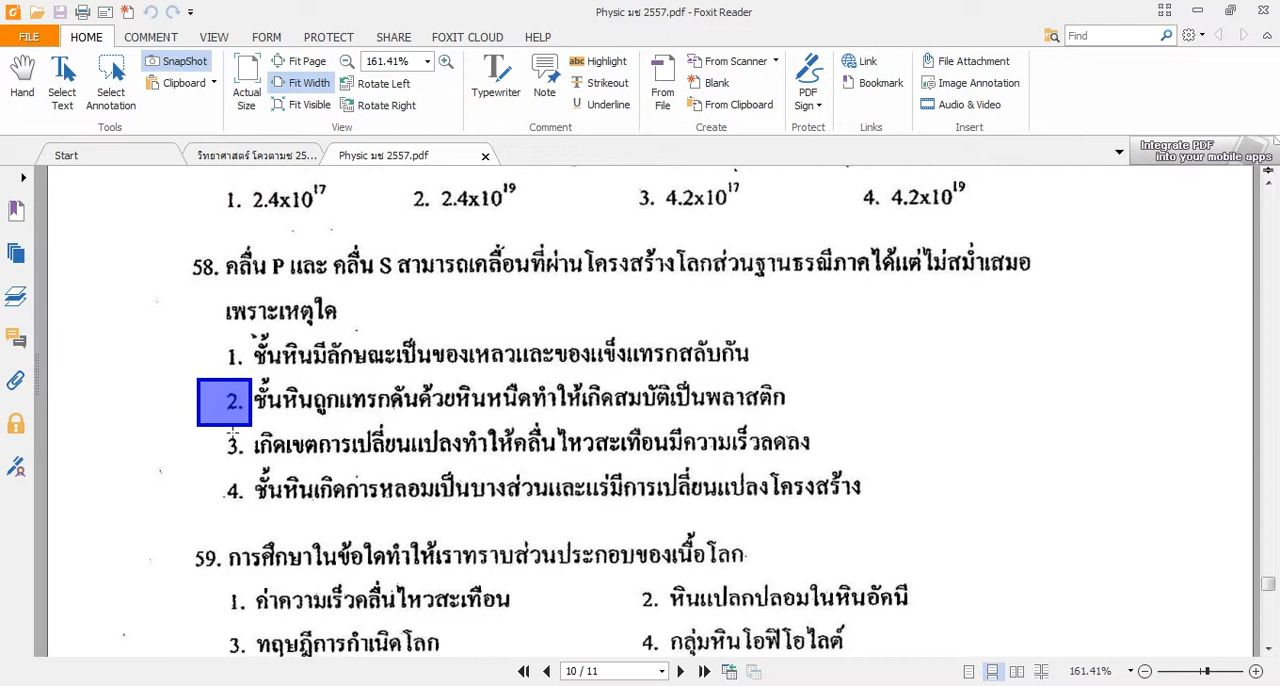 Physic มช 2557.pdf - Foxit Reader
FILE HOME COMMENT VIEW FORM PROTECT SHARE FOXIT CLOUD HELP Find
SnapShot Fit Page 161.41% From Scanner Link File Attachment
Clipboard Fit Width Rotate Left Blank Bookmark Image Annotation
Fit Visible Rotate Right From Clipboard Audio & Video
Hand Select Text Select Annotation Actual Size Typewriter Note From File PDF Sign
Highlight
Strikeout
Underline
Tools View Comment Create Protect Links Insert
Start วิทยาศาสตร์ โควตามช 25... Physic มช 2557.pdf
Integrate PDF
into your mobile apps
1. 2.4x10¹⁷ 2. 2.4x10¹⁹ 3. 4.2x10¹⁷ 4. 4.2x10¹⁹
58. คลื่น P และ คลื่น S สามารถเคลื่อนที่ผ่านโครงสร้างโลกส่วนฐานธรณีภาคได้แต่ไม่สม่ำเสมอ
เพราะเหตุใด
1. ชั้นหินมีลักษณะเป็นของเหลวและของแข็งแทรกสลับกัน
2. ชั้นหินถูกแทรกดันด้วยหินหนืดทำให้เกิดสมบัติเป็นพลาสติก
3. เกิดเขตการเปลี่ยนแปลงทำให้คลื่นไหวสะเทือนมีความเร็วลดลง
4. ชั้นหินเกิดการหลอมเป็นบางส่วนและแร่มีการเปลี่ยนแปลงโครงสร้าง
59. การศึกษาในข้อใดทำให้เราทราบส่วนประกอบของเนื้อโลก
1. ค่าความเร็วคลื่นไหวสะเทือน 2. หินแปลกปลอมในหินอัคนี
3. ทฤษฎีการกำเนิดโลก 4. กลุ่มหินโอฟิโอไลต์
10 / 11 161.41%